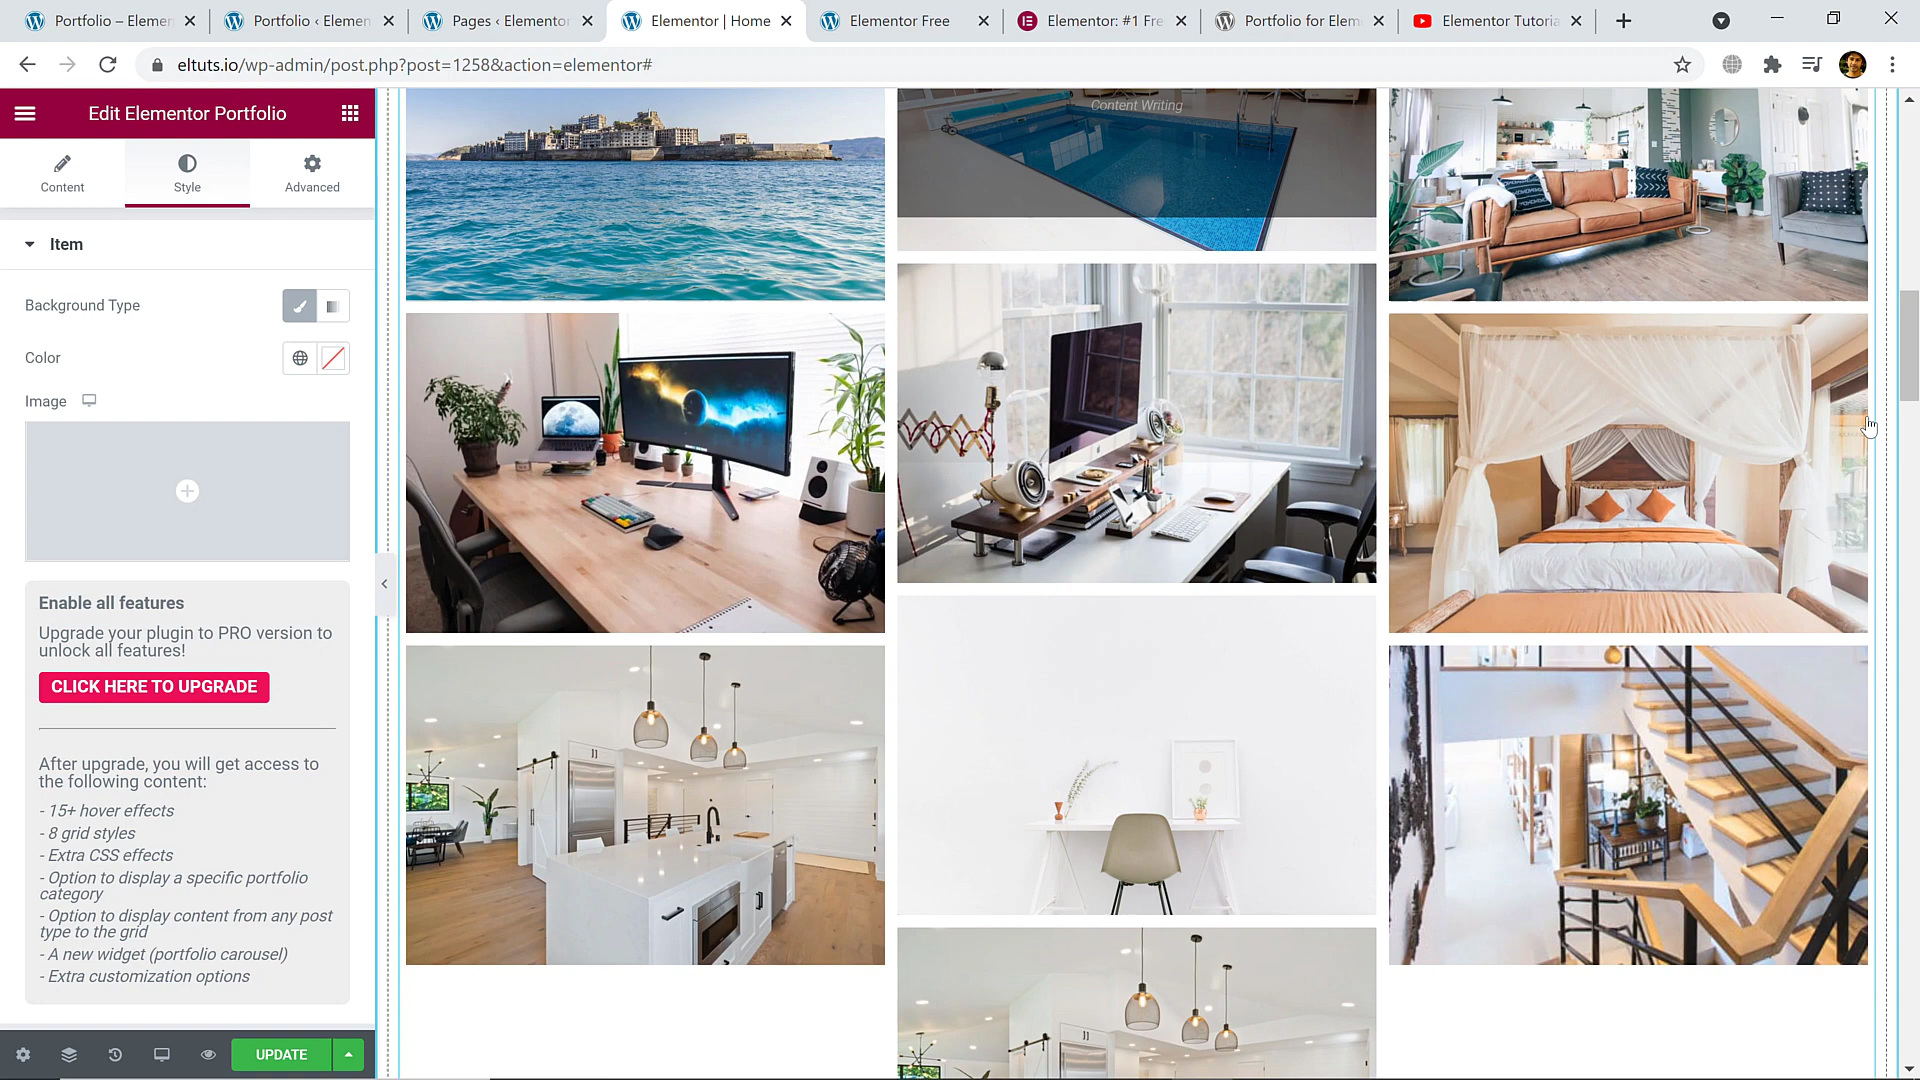 Portfolio – Elemen
Portfolio ‹ Elemen
Pages ‹ Elementor
Elementor | Home
Elementor Free
Elementor: #1 Fre
Portfolio for Elem
Elementor Tutoria
eltuts.io/wp-admin/post.php?post=1258&action=elementor#
Edit Elementor Portfolio
Content
Style
Advanced
Item
Background Type
Color
Image
Enable all features
Upgrade your plugin to PRO version to
unlock all features!
CLICK HERE TO UPGRADE
After upgrade, you will get access to
the following content:
- 15+ hover effects
- 8 grid styles
- Extra CSS effects
- Option to display a specific portfolio
category
- Option to display content from any post
type to the grid
- A new widget (portfolio carousel)
- Extra customization options
UPDATE
Content Writing